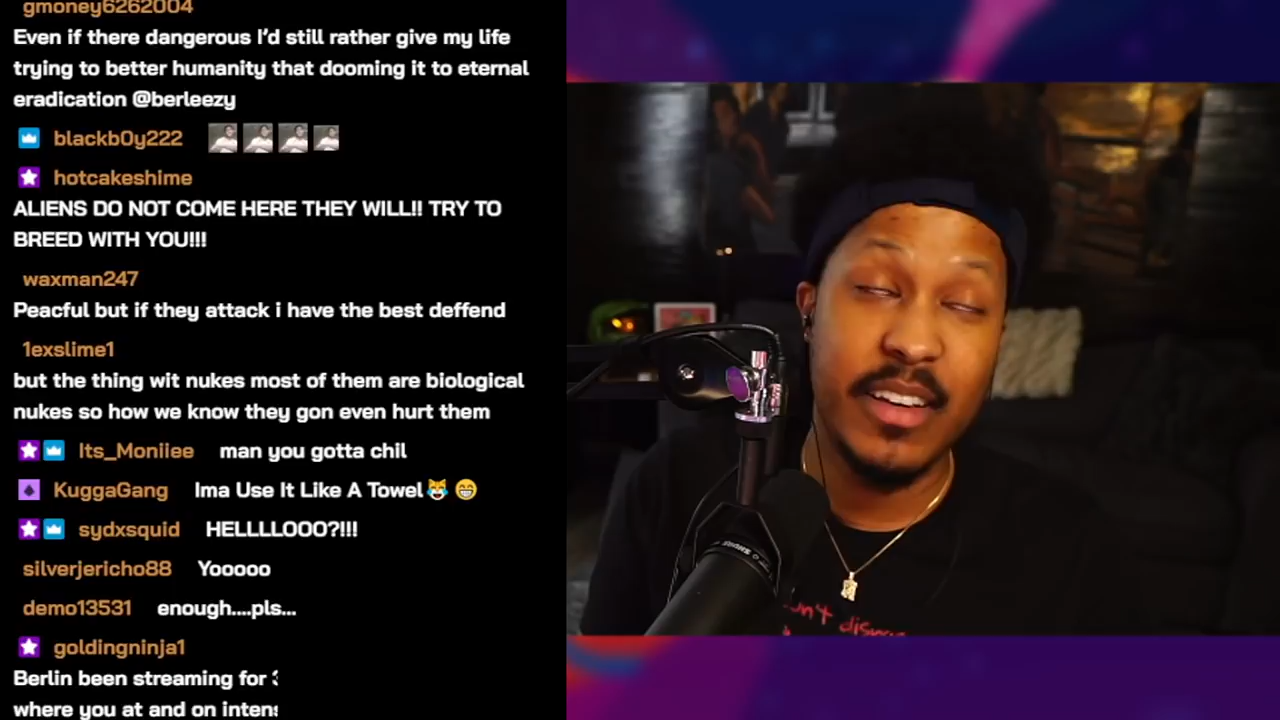 gmoney6262004
Even if there dangerous I'd still rather give my life
trying to better humanity that dooming it to eternal
eradication @berleezy
blackb0y222
hotcakeshime
ALIENS DO NOT COME HERE THEY WILL!! TRY TO
BREED WITH YOU!!!
waxman247
Peacful but if they attack i have the best deffend
1exslime1
but the thing wit nukes most of them are biological
nukes so how we know they gon even hurt them
Its_Moniiee man you gotta chil
KuggaGang Ima Use It Like A Towel
sydxsquid HELLLLOOO?!!!
silverjericho88 Yooooo
demo13531 enough....pls...
goldingninja1
Berlin been streaming for
where you at and on